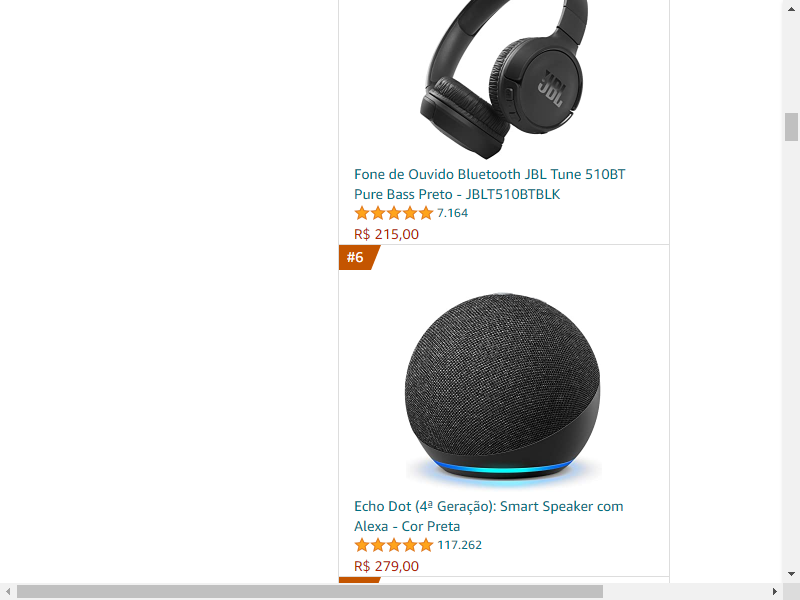 JBL
Fone de Ouvido Bluetooth JBL Tune 510BT
Pure Bass Preto - JBLT510BTBLK
7.164
R$ 215,00
#6
Echo Dot (4ª Geração): Smart Speaker com
Alexa - Cor Preta
117.262
R$ 279,00